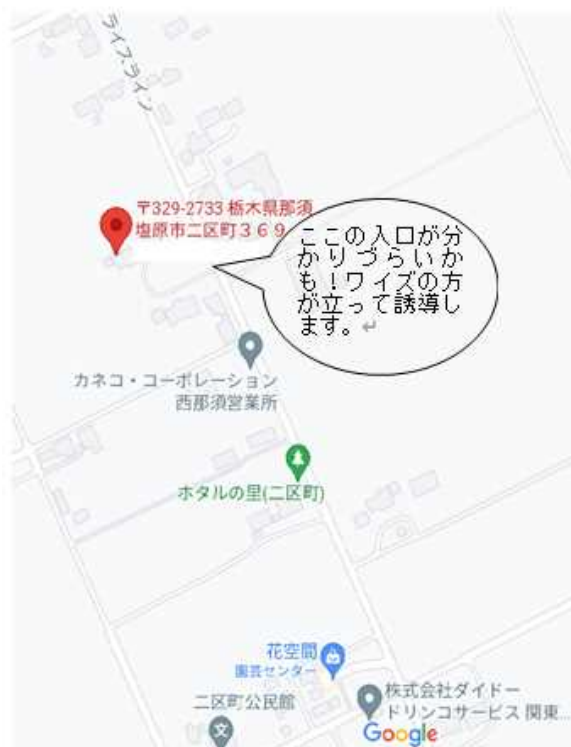 ライスライン
〒329-2733 栃木県那須
塩原市二区町３６９
ここの入口が分
かりづらいか
も！ワイズの方
が立って誘導し
ます。↵
カネコ・コーポレーション
西那須営業所
ホタルの里(二区町)
花空間
園芸センター
二区町公民館
株式会社ダイドー
ドリンコサービス 関東...
文
Google